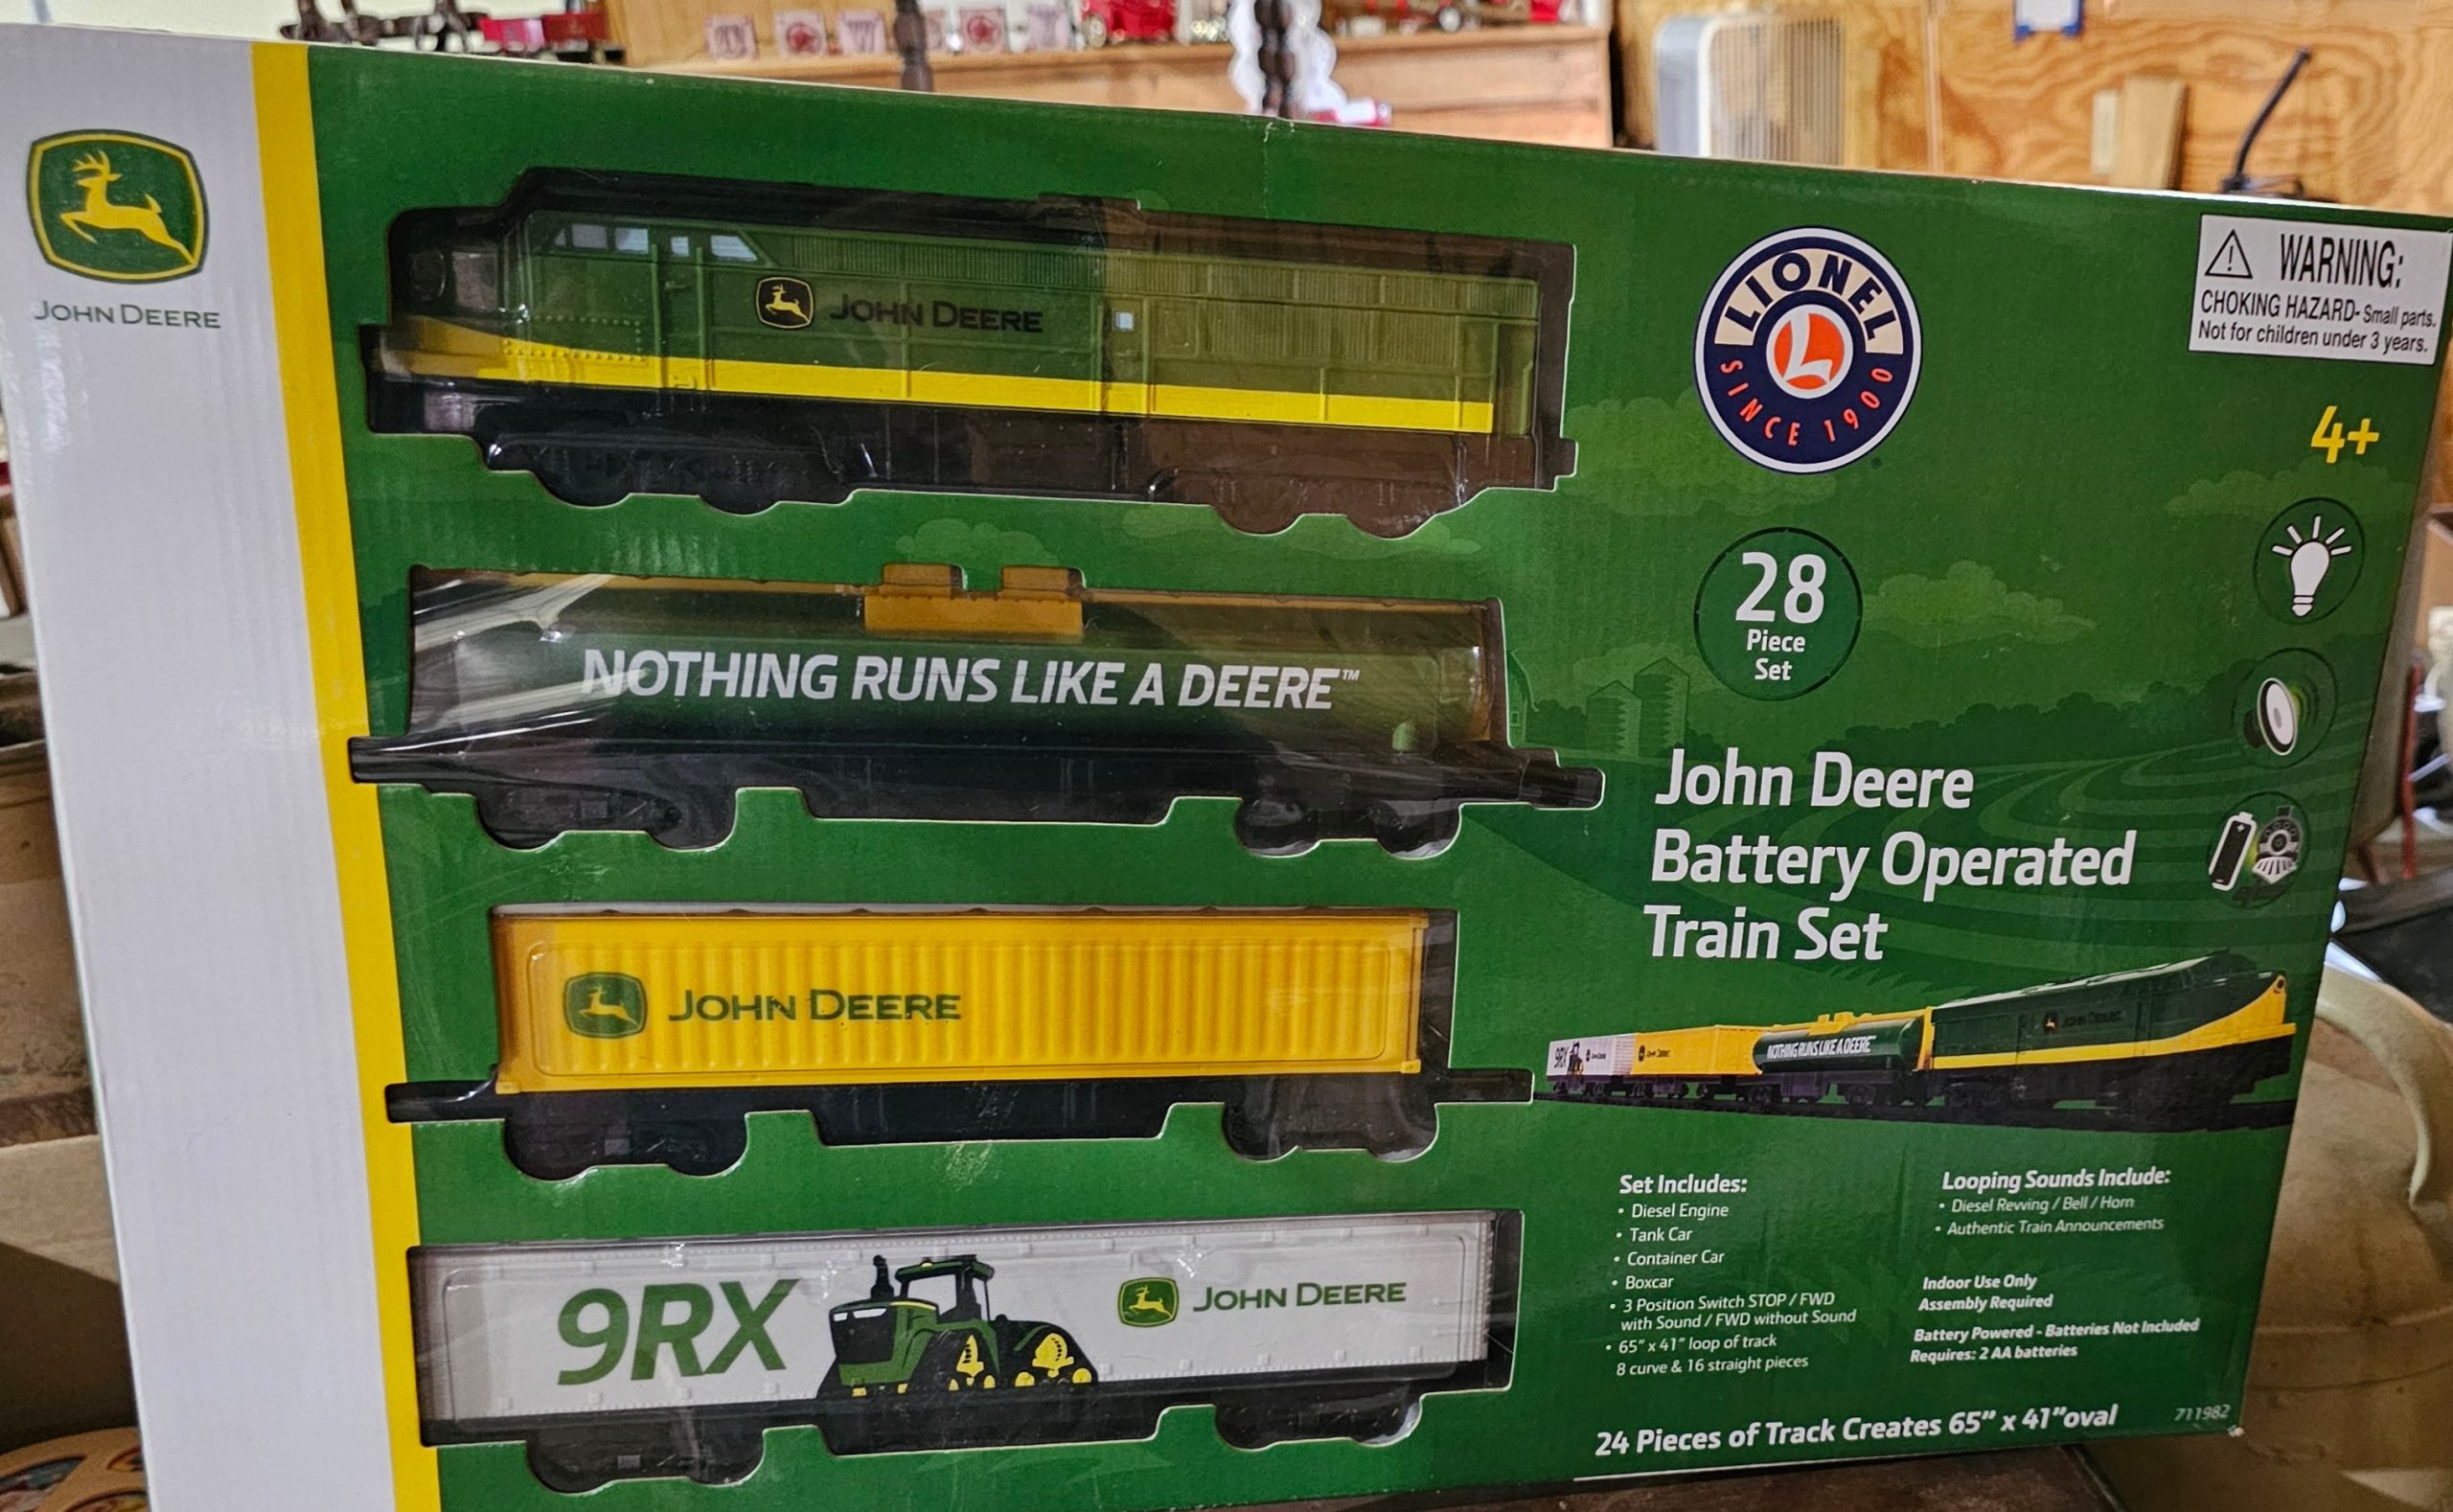 JOHN DEERE
JOHN DEERE
NOTHING RUNS LIKE A DEERE™
JOHN DEERE
9RX
JOHN DEERE
LIONEL
L
SINCE 1900
WARNING:
CHOKING HAZARD- Small parts.
Not for children under 3 years.
4+
28
Piece
Set
John Deere
Battery Operated
Train Set
9RX
NOTHING RUNS LIKE A DEERE
JOHN DEERE
Set Includes:
• Diesel Engine
• Tank Car
• Container Car
• Boxcar
• 3 Position Switch STOP / FWD
with Sound / FWD without Sound
• 65” x 41” loop of track
8 curve & 16 straight pieces
Looping Sounds Include:
• Diesel Revving / Bell / Horn
• Authentic Train Announcements
Indoor Use Only
Assembly Required
Battery Powered - Batteries Not Included
Requires: 2 AA batteries
24 Pieces of Track Creates 65” x 41”oval
711982